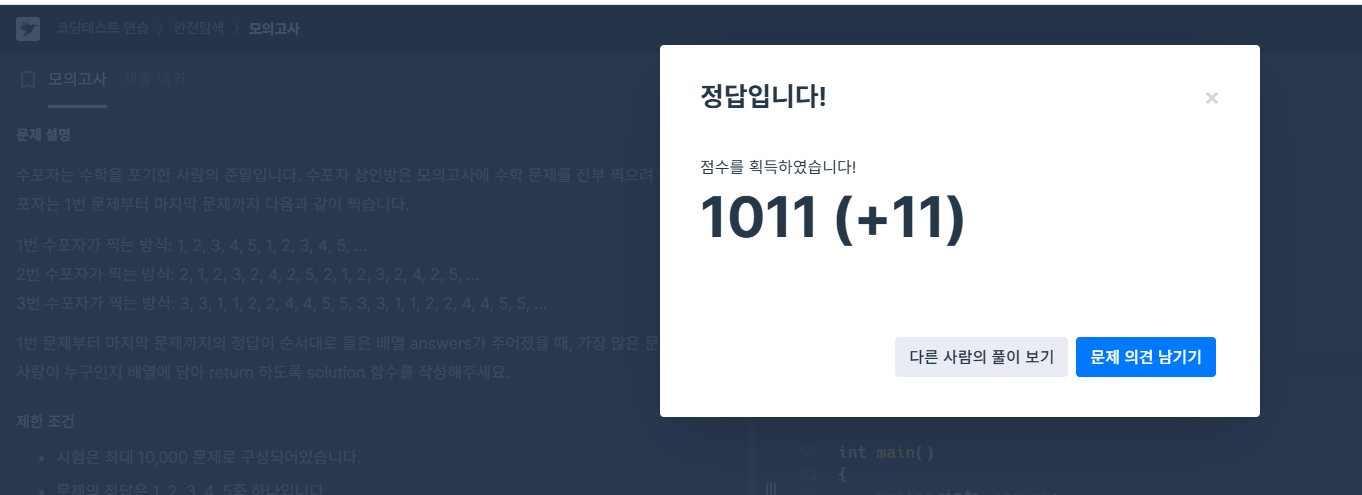 코딩테스트 연습 > 완전탐색 > 모의고사
모의고사 제출 내역
문제 설명
수포자는 수학을 포기한 사람의 준말입니다. 수포자 삼인방은 모의고사에 수학 문제를 전부 찍으려
포자는 1번 문제부터 마지막 문제까지 다음과 같이 찍습니다.
1번 수포자가 찍는 방식: 1, 2, 3, 4, 5, 1, 2, 3, 4, 5, ...
2번 수포자가 찍는 방식: 2, 1, 2, 3, 2, 4, 2, 5, 2, 1, 2, 3, 2, 4, 2, 5, ...
3번 수포자가 찍는 방식: 3, 3, 1, 1, 2, 2, 4, 4, 5, 5, 3, 3, 1, 1, 2, 2, 4, 4, 5, 5, ...
1번 문제부터 마지막 문제까지의 정답이 순서대로 들은 배열 answers가 주어졌을 때, 가장 많은 문
사람이 누구인지 배열에 담아 return 하도록 solution 함수를 작성해주세요.
제한 조건
• 시험은 최대 10,000 문제로 구성되어있습니다.
• 문제의 정답은 1, 2, 3, 4, 5중 하나입니다
정답입니다!
×
점수를 획득하였습니다!
1011 (+11)
다른 사람의 풀이 보기
문제 의견 남기기
50 int main()
51 {